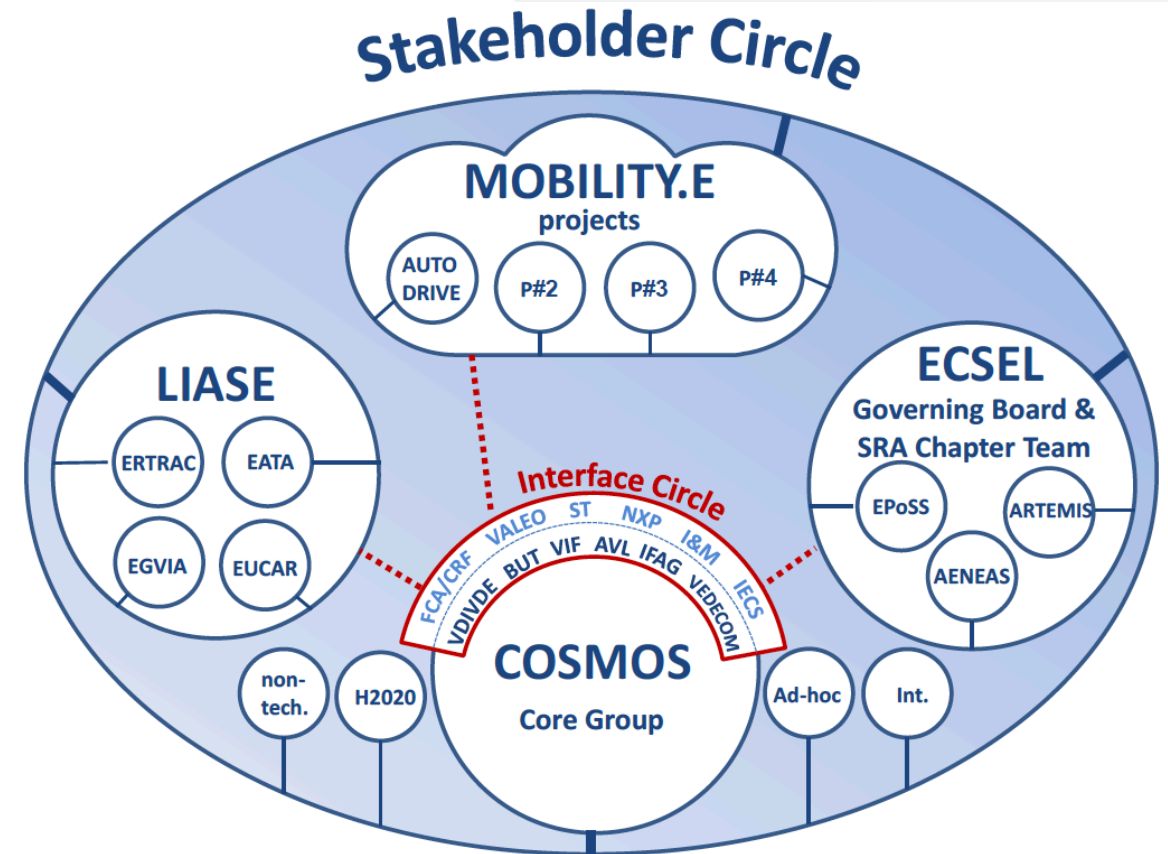 Stakeholder Circle
MOBILITY.E
projects
AUTO
DRIVE
P#2
P#3
P#4
LIASE
ERTRAC
EATA
EGVIA
EUCAR
ECSEL
Governing Board &
SRA Chapter Team
EPoSS
ARTEMIS
AENEAS
Interface Circle
FCA/CRF VALEO ST NXP I&M IECS
VDIVDE BUT VIF AVL IFAG VEDECOM
COSMOS
Core Group
non-
tech.
H2020
Ad-hoc
Int.